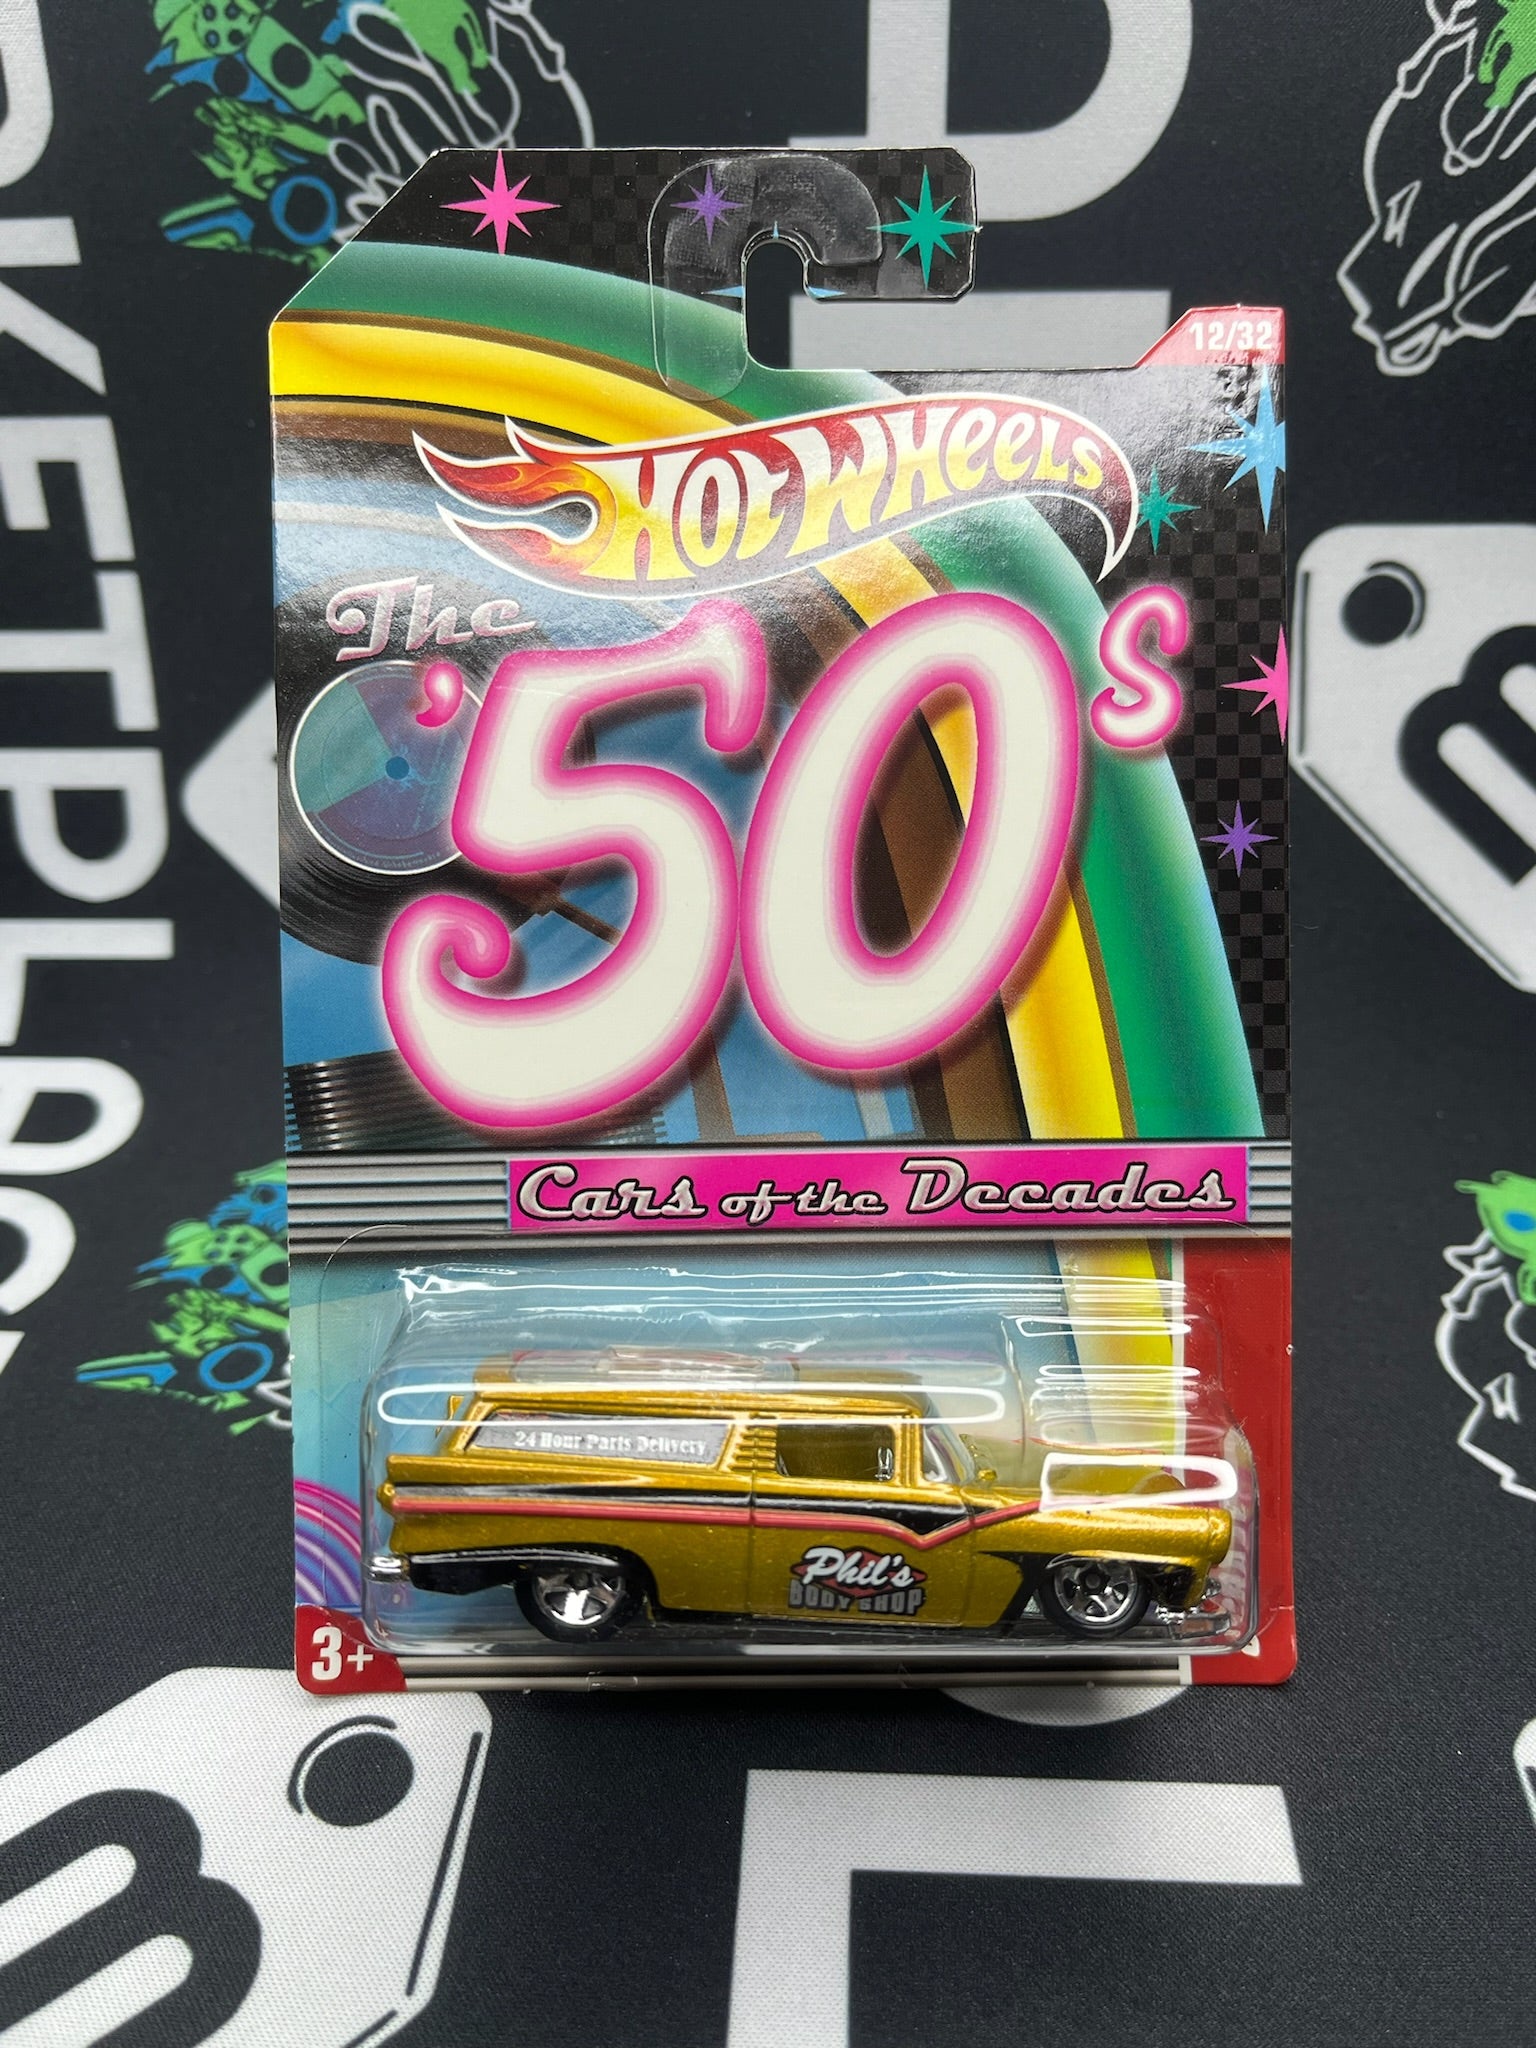 12/32
HOT WHEELS
The
'50s
Cars of the Decades
24 Hour Parts Delivery
Phil's
BODY SHOP
3+